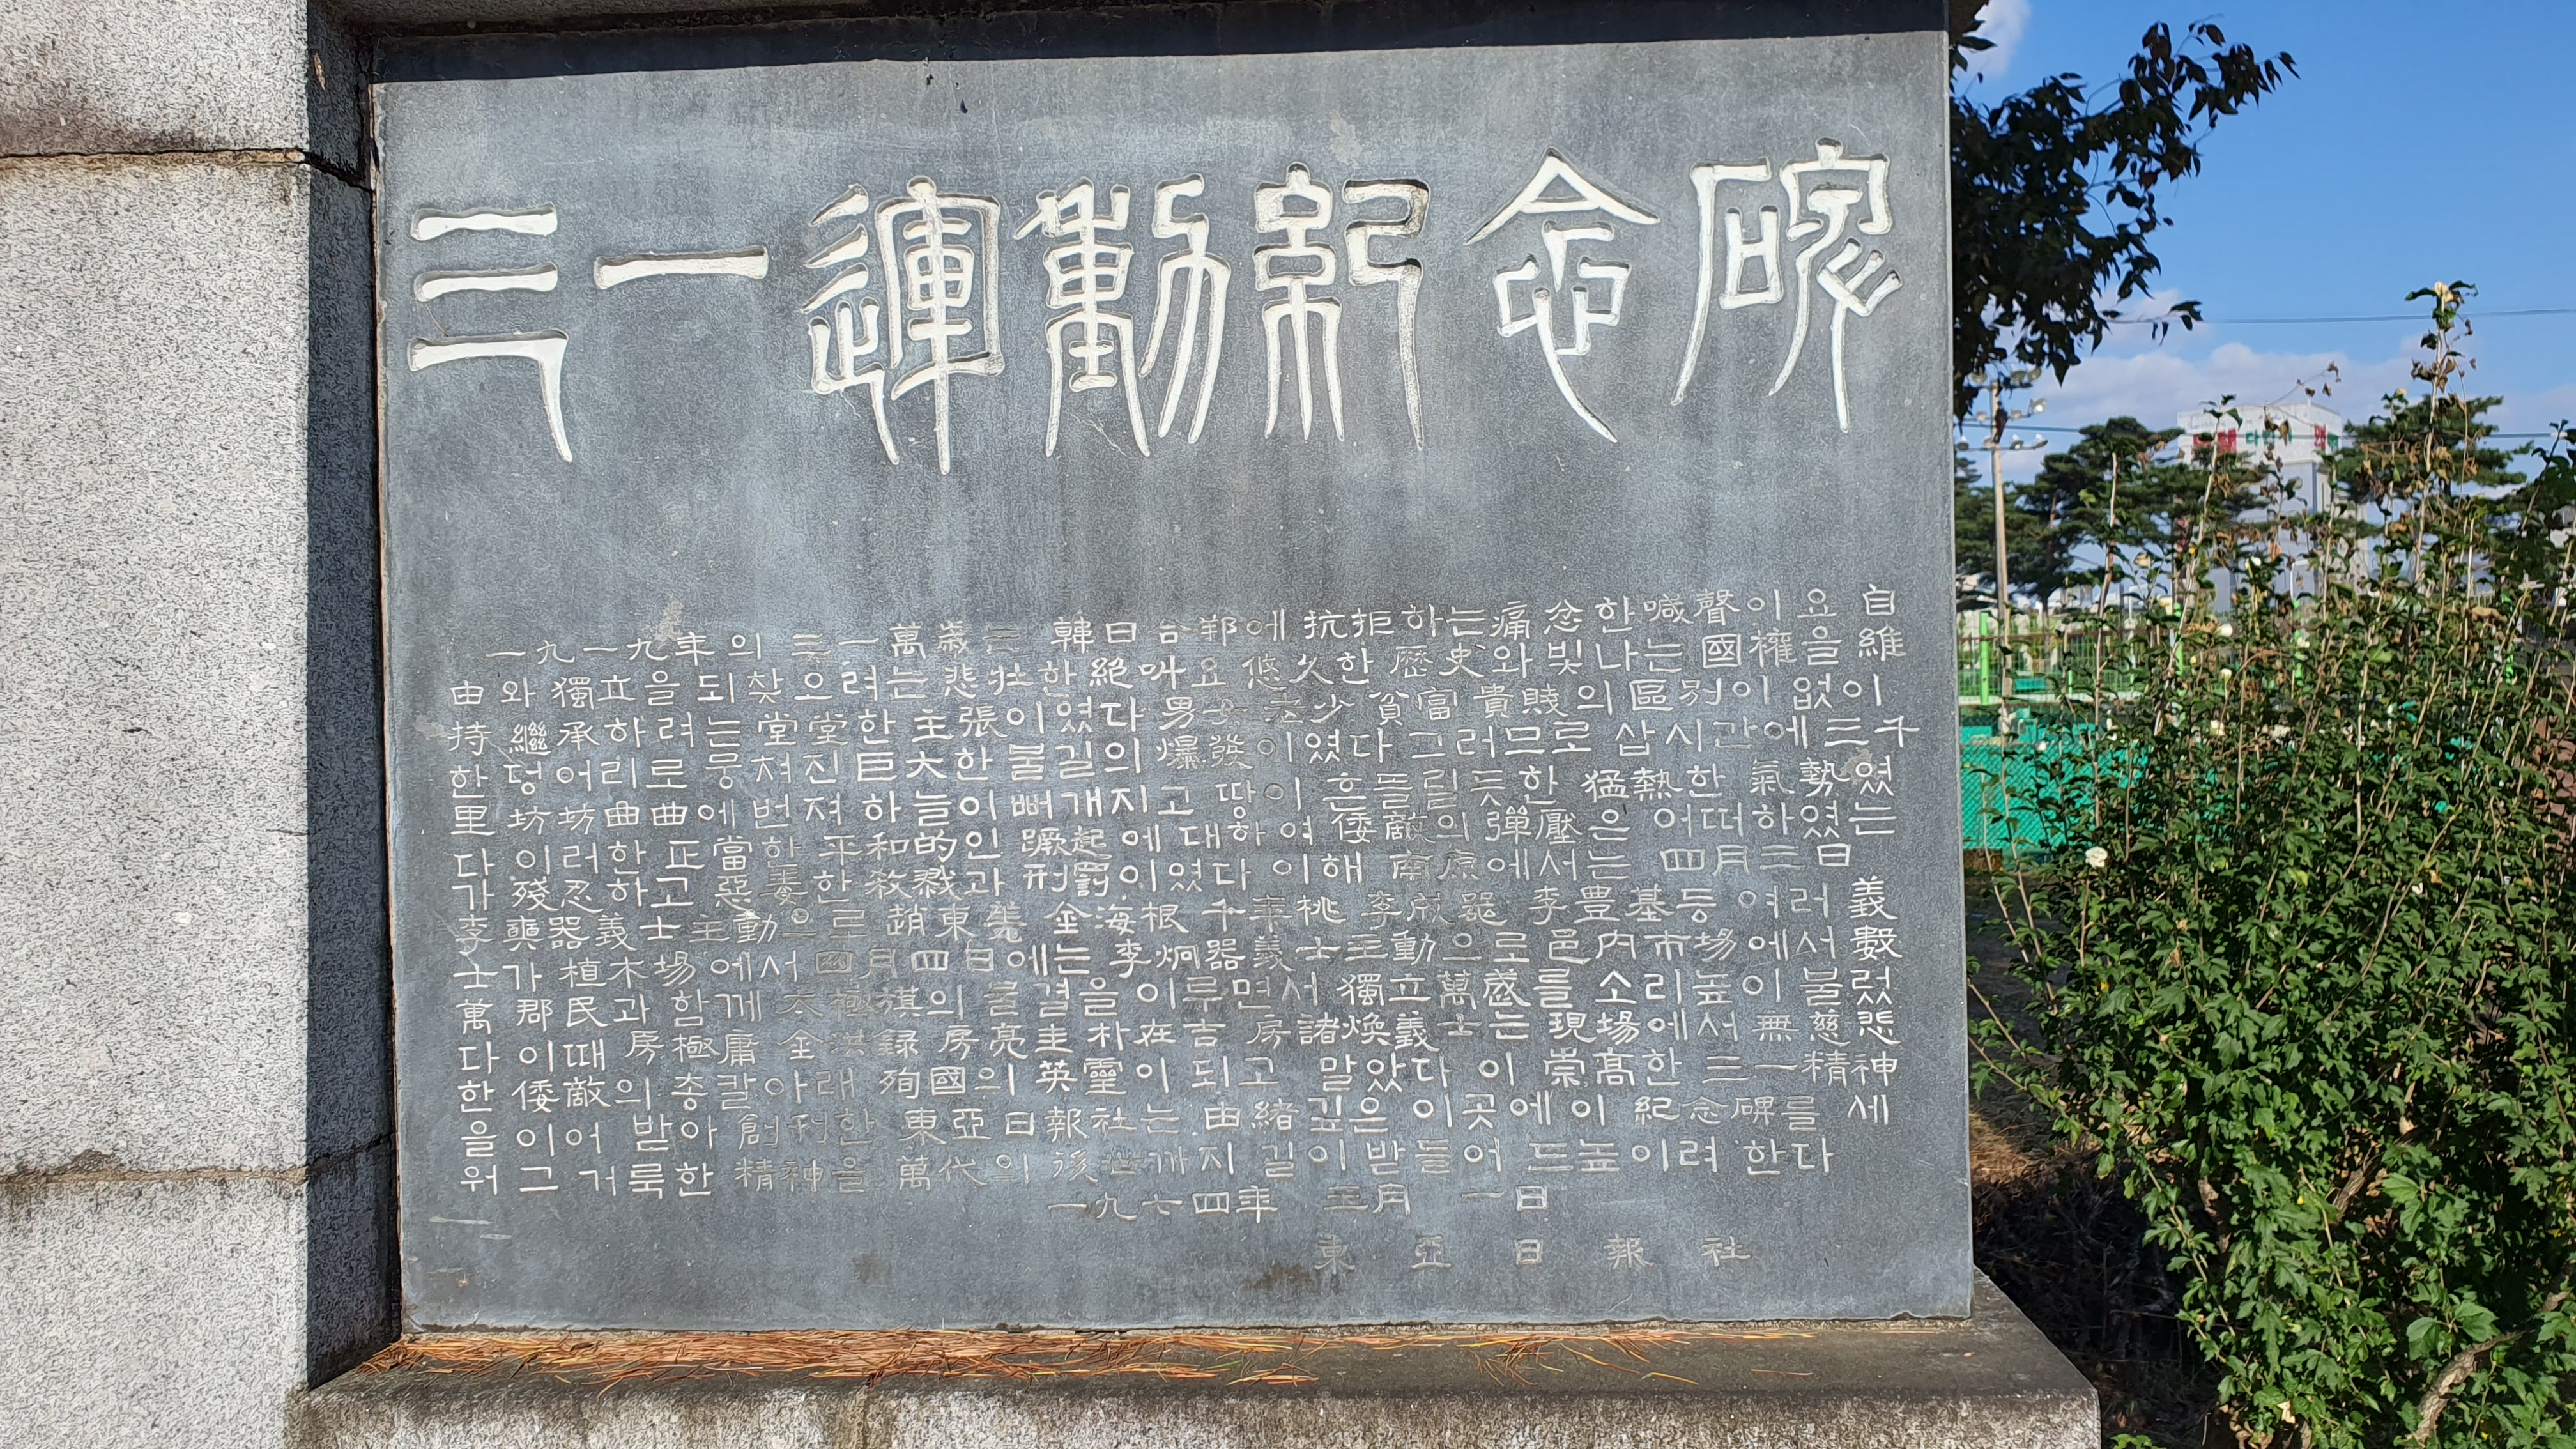 三一運動紀念碑
一九一九年의 三一萬歲는 韓日合邦에 抗拒하는 痛忿한 喊聲이요 自
由와 獨立을 되찾으려는 悲壯한 絶叫요 悠久한 歷史와 빛나는 國權을 維
持 繼承하려는 堂堂한 主張이였다 男女老少 貧富貴賤의 區別이 없이
한덩어리로 뭉쳐진 巨大한 불길의 爆發이였다 그러므로 삽시간에 三千
里坊坊曲曲에 번져 하늘이 뻐개지고 땅이 흔들릴듯한 猛熱한 氣勢였
다 이러한 正當한 平和的인 蹶起에 대하여 倭敵의 彈壓은 어떠하였는
가 殘忍하고 惡毒한 殺戮과 刑罰이였다 이해 南原에서는 四月三日
李奭器義士主動으로 趙東先 金海根 李成器 李豊基등 여러 義
士가 植木場에서 四月四日에는 李炯器義士主動으로 邑內市場에서 數
萬郡民과 함께 太極旗의 물결을 이루면서 獨立萬歲를 소리높이 불렀
다 이때 房極庸 金洪錄 房亮圭 朴在吉 房諸煥義士는 現場에서 無慈悲
한 倭敵의 총칼아래 殉國의 英靈이 되고 말았다 이 崇高한 三一精神
을 이어받아 創刊한 東亞日報社는 由緖깊은 이곳에 이 紀念碑를 세
워 그 거룩한 精神을 萬代의 後世까지 길이 받들어 드높이려 한다
一九七四年 三月 一日
東亞日報社